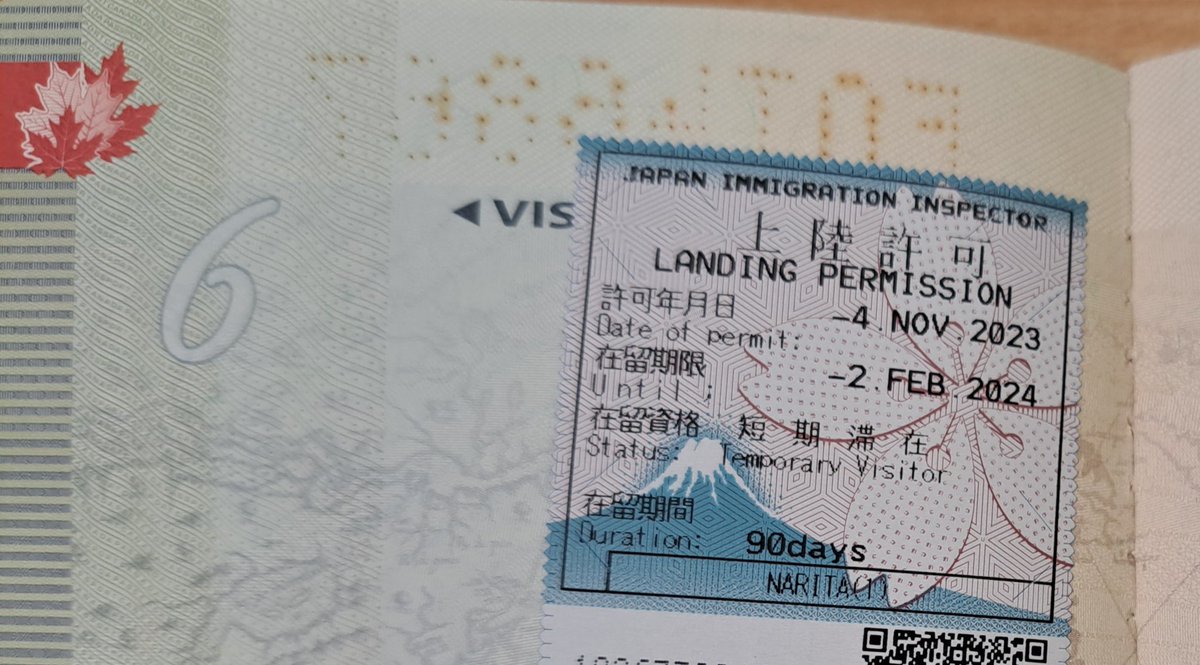 6
◀ VIS
JAPAN IMMIGRATION INSPECTOR
上陸許可
LANDING PERMISSION
許可年月日
Date of permit: -4.NOV.2023
在留期限
Until: -2.FEB.2024
在留資格 短期滞在
Status: Temporary Visitor
在留期間
Duration: 90days
NARITA(1)